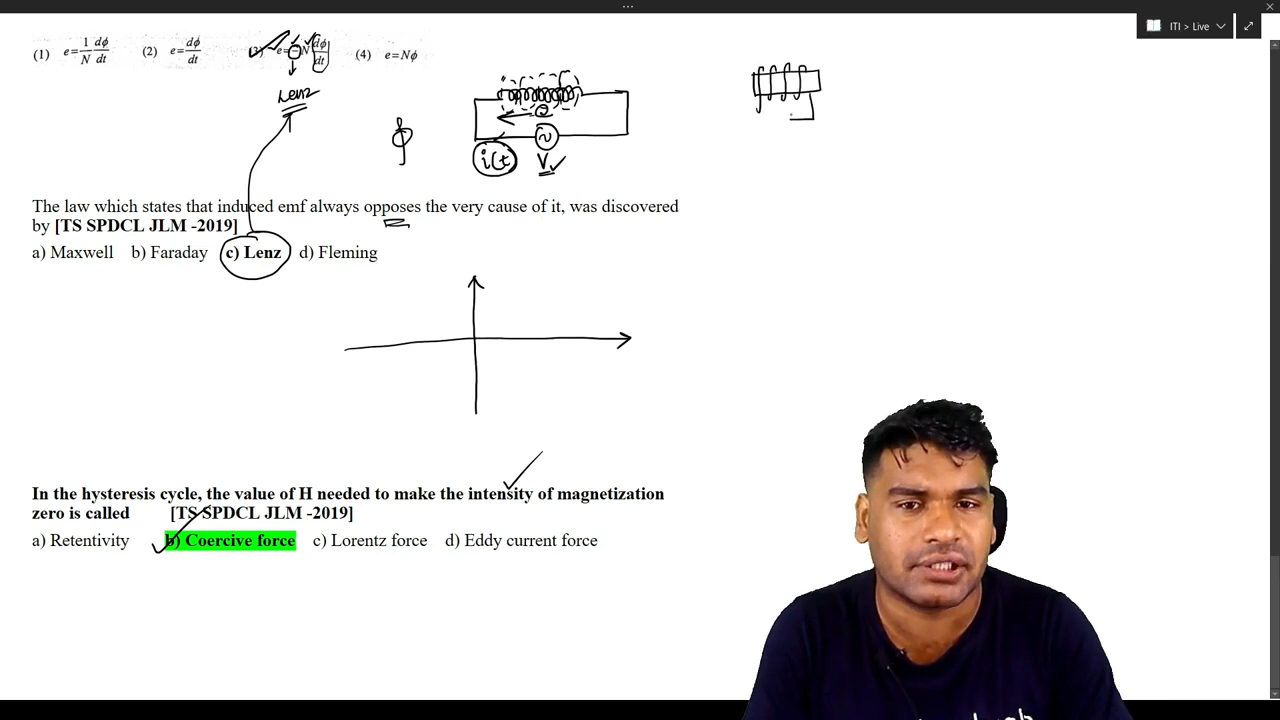 ITI > Live
(1) e=1/N dφ/dt (2) e=dφ/dt (3) e=-N dφ/dt (4) e=Nφ
Lenz
φ
i(t)
V
The law which states that induced emf always opposes the very cause of it, was discovered
by [TS SPDCL JLM -2019]
a) Maxwell b) Faraday c) Lenz d) Fleming
In the hysteresis cycle, the value of H needed to make the intensity of magnetization
zero is called [TS SPDCL JLM -2019]
a) Retentivity b) Coercive force c) Lorentz force d) Eddy current force